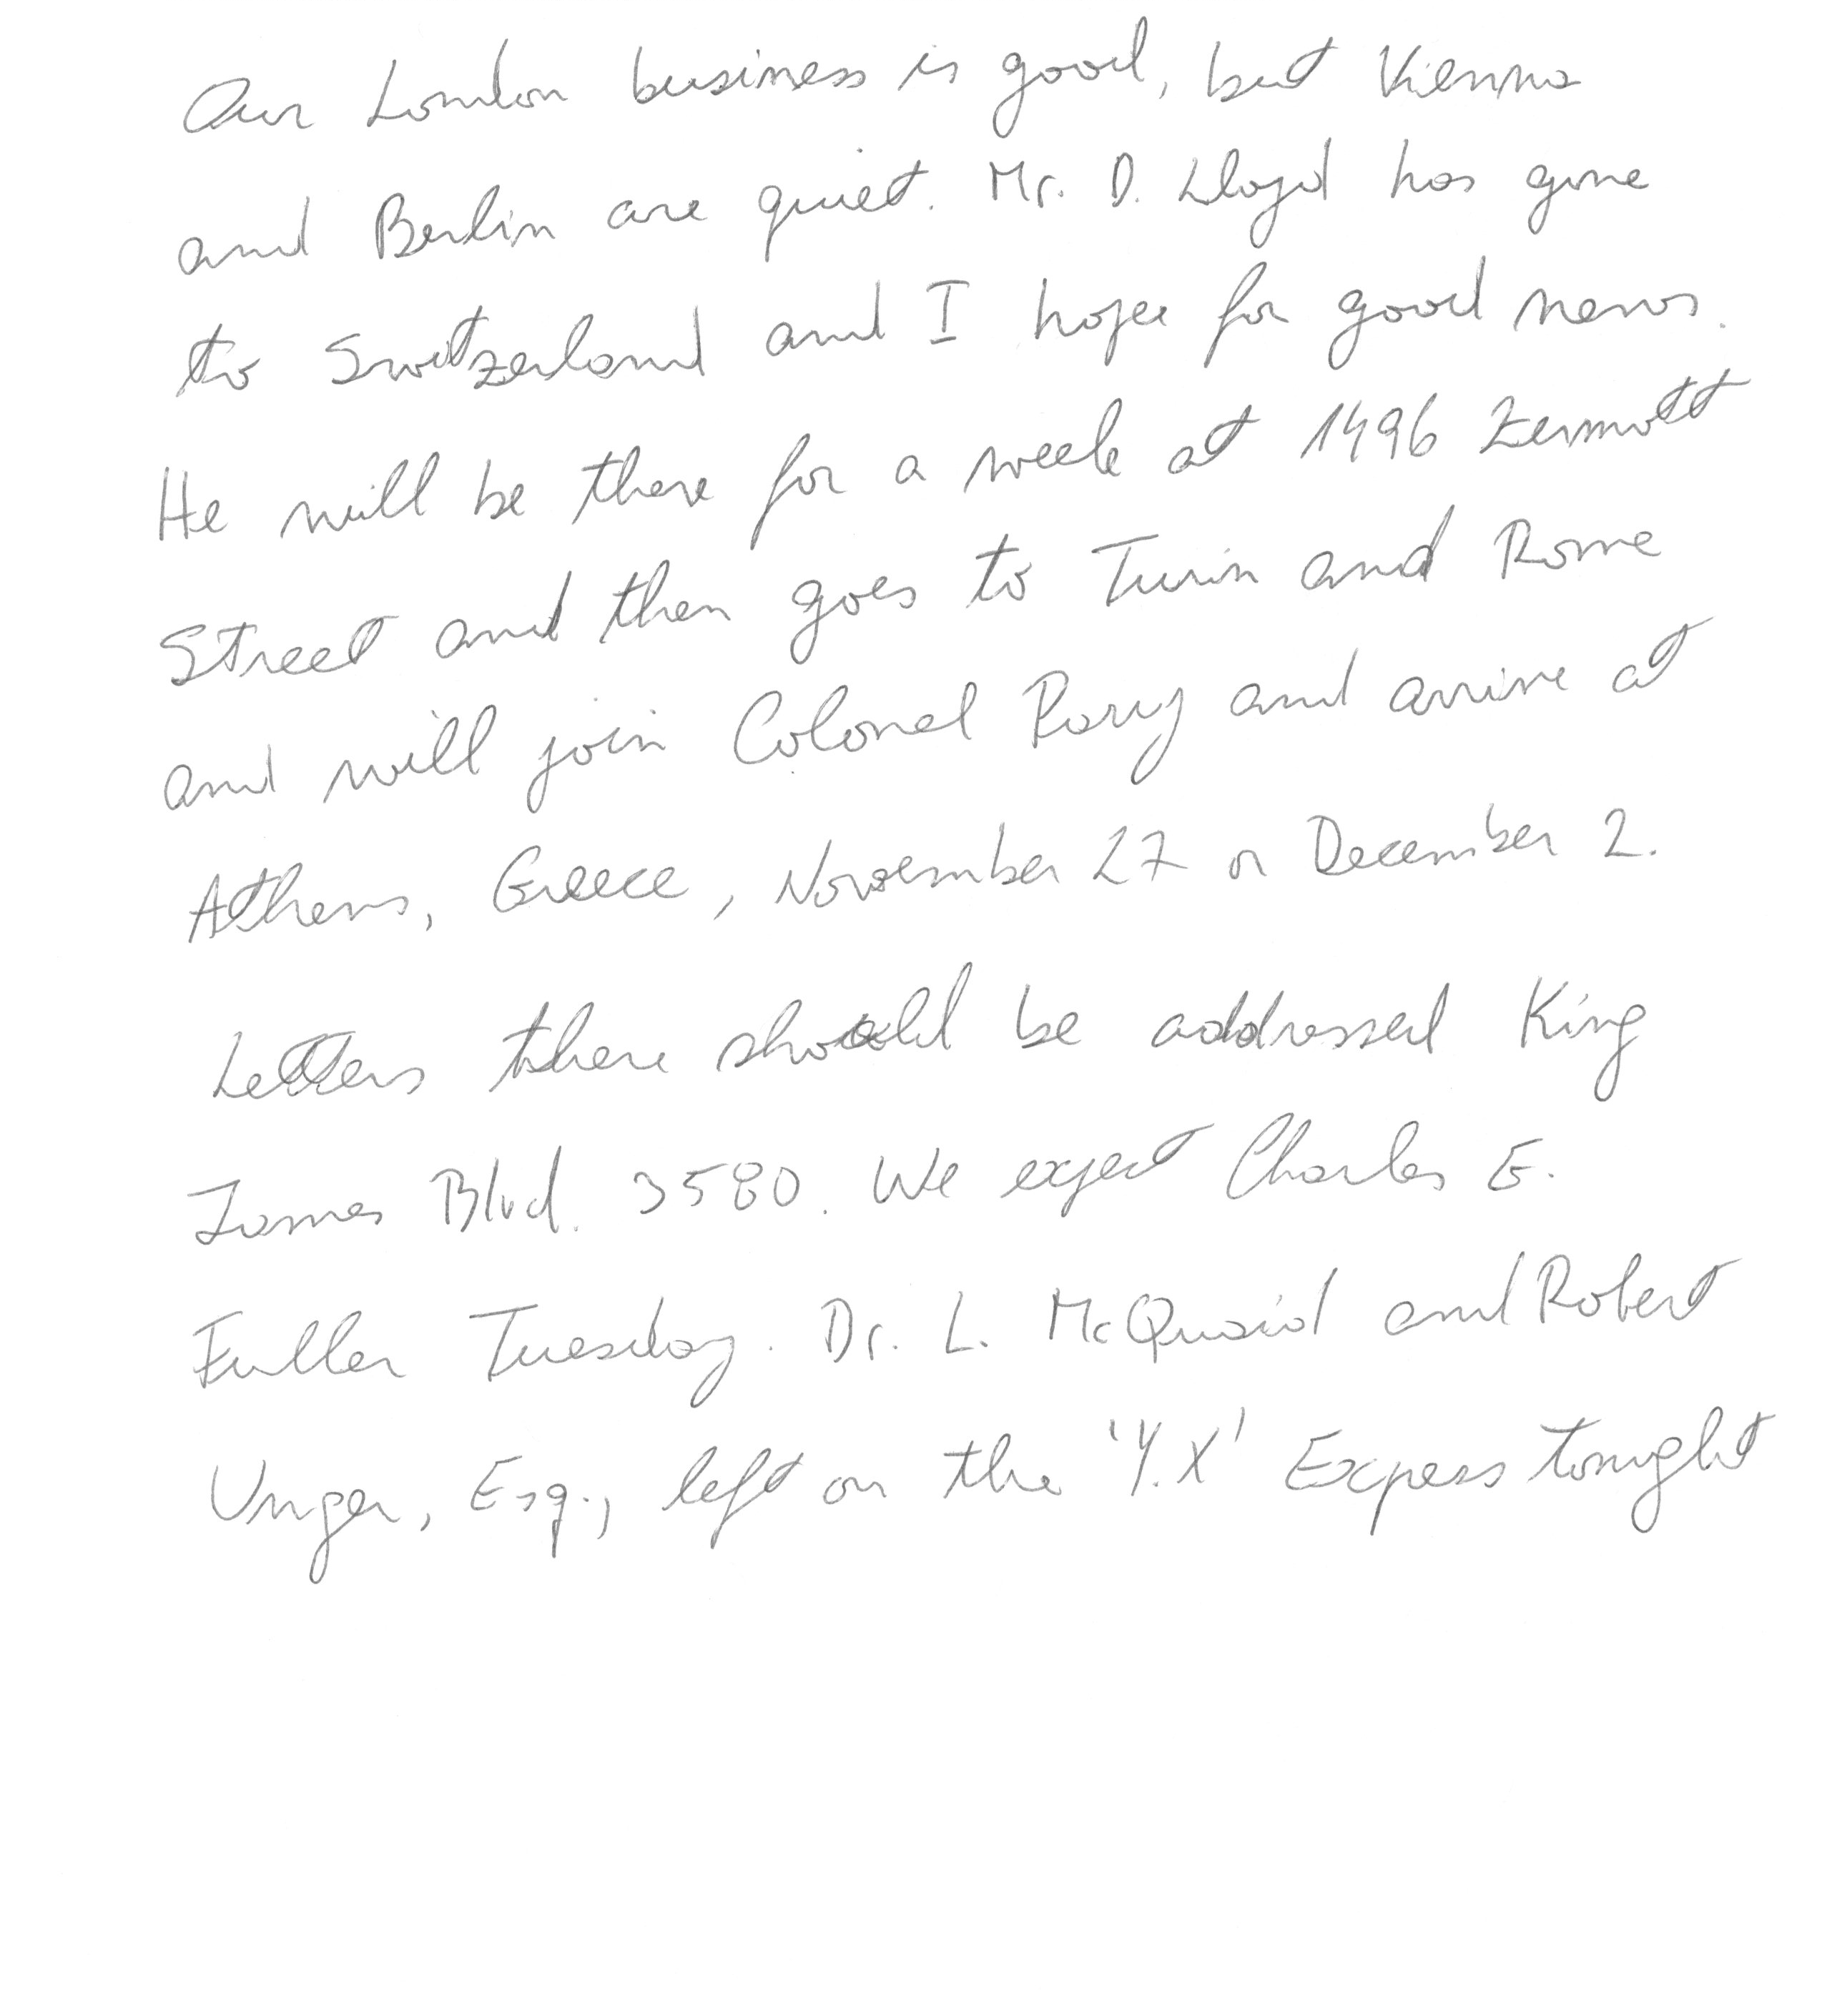 Our London business is good, but Vienna
and Berlin are quiet. Mr. D. Lloyd has gone
to Switzerland and I hope for good news.
He will be there for a week at 1496 Zermott
Street and then goes to Turin and Rome
and will join Colonel Parry and arrive at
Athens, Greece, November 27 or December 2.
Letters there should be addressed King
James Blvd. 3580. We expect Charles E.
Fuller Tuesday. Dr. L. McQuaid and Robert
Unger, Esq., left on the 'Y.X' Express tonight